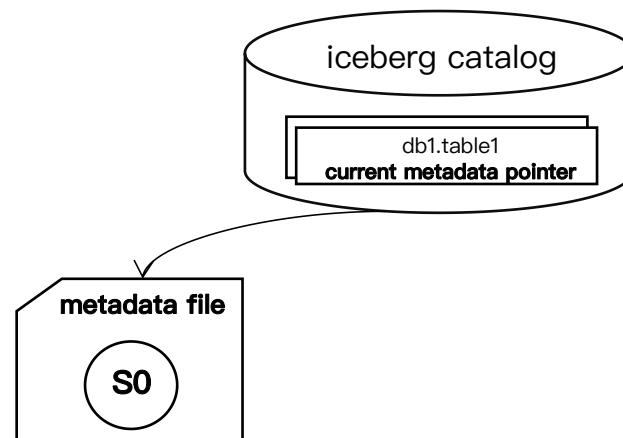 iceberg catalog
db1.table1
current metadata pointer
metadata file
S0